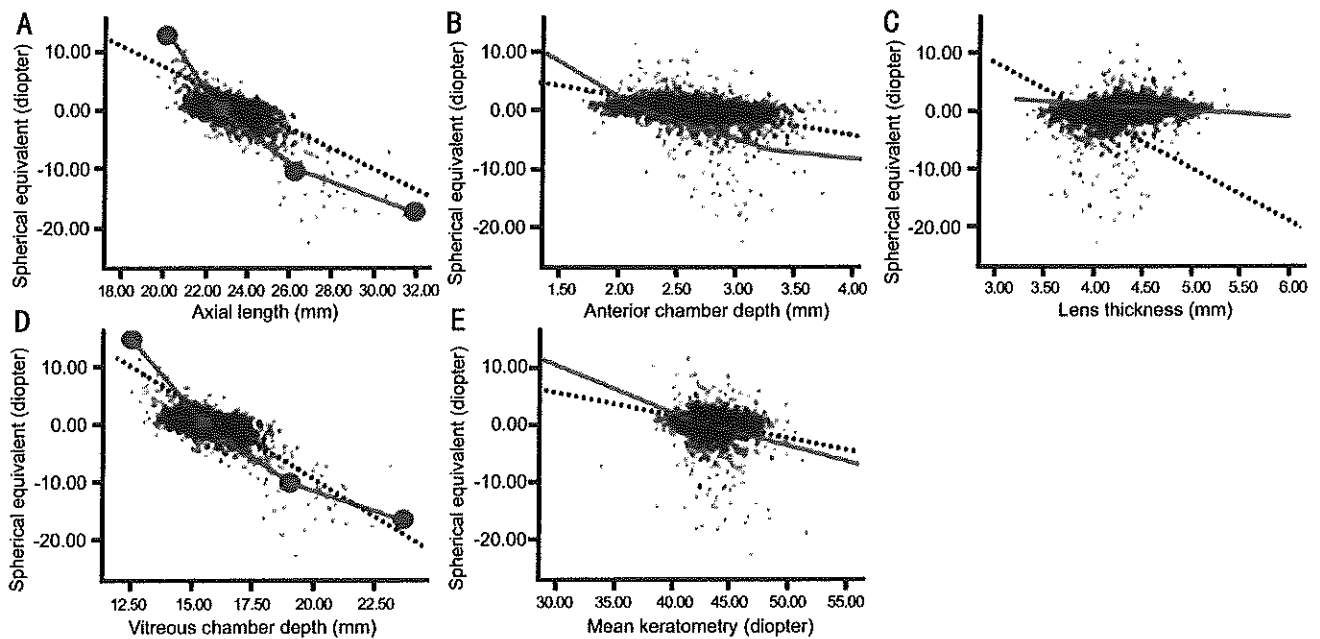 A
Spherical equivalent (diopter)
10.00
0.00
-10.00
-20.00
18.00 20.00 22.00 24.00 26.00 28.00 30.00 32.00
Axial length (mm)
B
Spherical equivalent (diopter)
10.00
0.00
-10.00
-20.00
1.50 2.00 2.50 3.00 3.50 4.00
Anterior chamber depth (mm)
C
Spherical equivalent (diopter)
10.00
0.00
-10.00
-20.00
3.00 3.50 4.00 4.50 5.00 5.50 6.00
Lens thickness (mm)
D
Spherical equivalent (diopter)
10.00
0.00
-10.00
-20.00
12.50 15.00 17.50 20.00 22.50
Vitreous chamber depth (mm)
E
Spherical equivalent (diopter)
10.00
0.00
-10.00
-20.00
30.00 35.00 40.00 45.00 50.00 55.00
Mean keratometry (diopter)